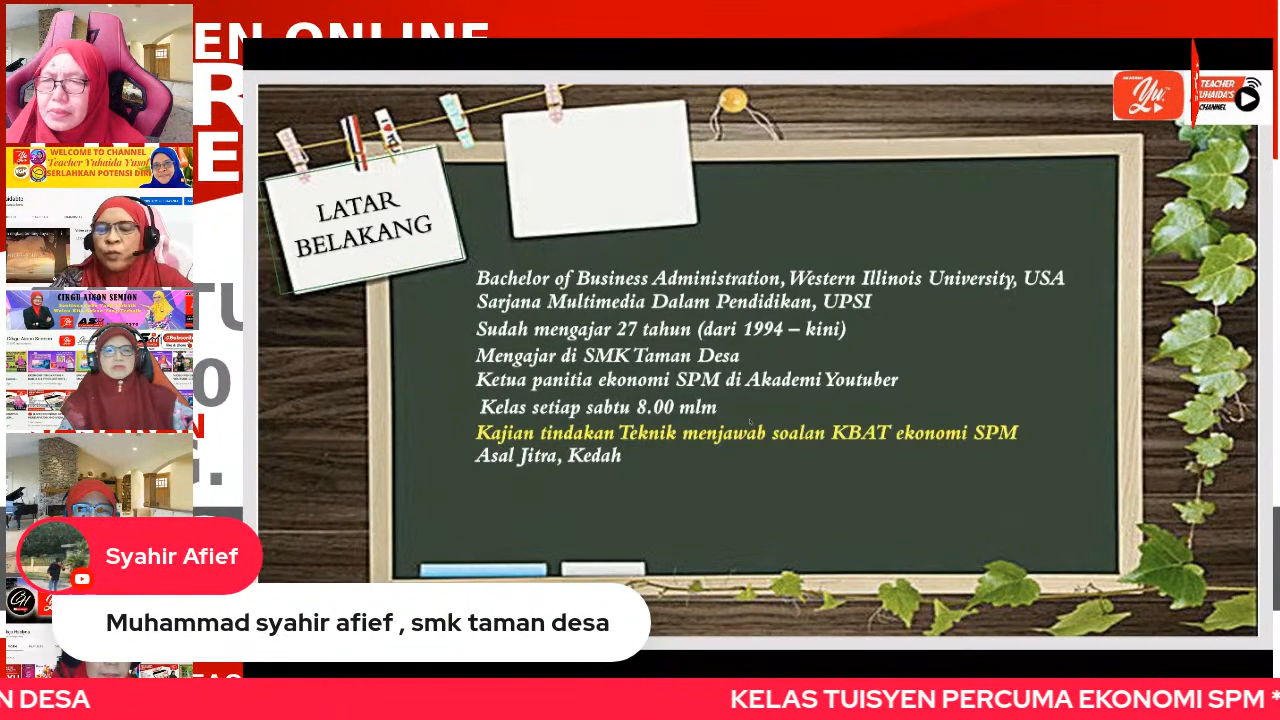 EN ONLINE
WELCOME TO CHANNEL
Teacher Yuhaida Yusof
SERLAHKAN POTENSI DIRI
CIKGU AINON SEMION
TEACHER
CHANNEL
LATAR
BELAKANG
Bachelor of Business Administration, Western Illinois University, USA
Sarjana Multimedia Dalam Pendidikan, UPSI
Sudah mengajar 27 tahun (dari 1994 – kini)
Mengajar di SMK Taman Desa
Ketua panitia ekonomi SPM di Akademi Youtuber
Kelas setiap sabtu 8.00 mlm
Kajian tindakan Teknik menjawab soalan KBAT ekonomi SPM
Asal Jitra, Kedah
Syahir Afief
Muhammad syahir afief , smk taman desa
N DESA
KELAS TUISYEN PERCUMA EKONOMI SPM *